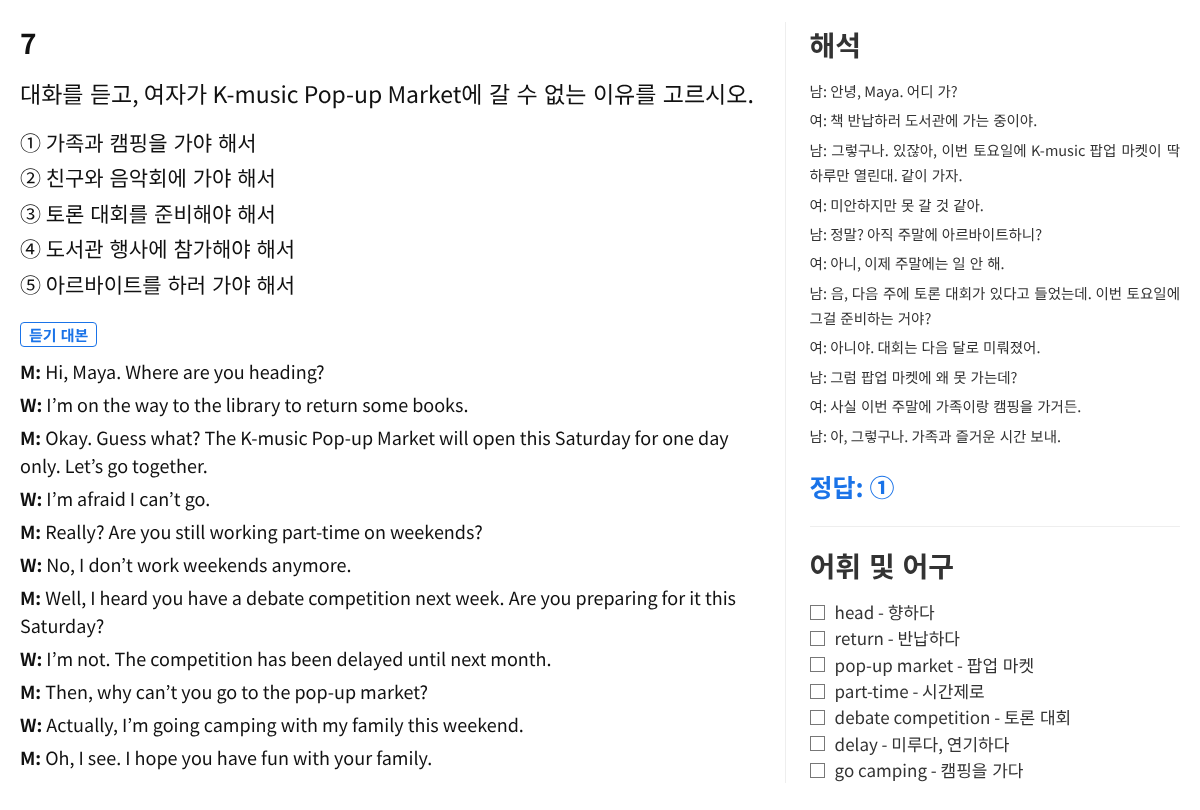 7
대화를 듣고, 여자가 K-music Pop-up Market에 갈 수 없는 이유를 고르시오.
① 가족과 캠핑을 가야 해서
② 친구와 음악회에 가야 해서
③ 토론 대회를 준비해야 해서
④ 도서관 행사에 참가해야 해서
⑤ 아르바이트를 하러 가야 해서
듣기 대본
M: Hi, Maya. Where are you heading?
W: I’m on the way to the library to return some books.
M: Okay. Guess what? The K-music Pop-up Market will open this Saturday for one day
only. Let’s go together.
W: I’m afraid I can’t go.
M: Really? Are you still working part-time on weekends?
W: No, I don’t work weekends anymore.
M: Well, I heard you have a debate competition next week. Are you preparing for it this
Saturday?
W: I’m not. The competition has been delayed until next month.
M: Then, why can’t you go to the pop-up market?
W: Actually, I’m going camping with my family this weekend.
M: Oh, I see. I hope you have fun with your family.
해석
남: 안녕, Maya. 어디 가?
여: 책 반납하러 도서관에 가는 중이야.
남: 그렇구나. 있잖아, 이번 토요일에 K-music 팝업 마켓이 딱
하루만 열린대. 같이 가자.
여: 미안하지만 못 갈 것 같아.
남: 정말? 아직 주말에 아르바이트하니?
여: 아니, 이제 주말에는 일 안 해.
남: 음, 다음 주에 토론 대회가 있다고 들었는데. 이번 토요일에
그걸 준비하는 거야?
여: 아니야. 대회는 다음 달로 미뤄졌어.
남: 그럼 팝업 마켓에 왜 못 가는데?
여: 사실 이번 주말에 가족이랑 캠핑을 가거든.
남: 아, 그렇구나. 가족과 즐거운 시간 보내.
정답: ①
어휘 및 어구
☐ head - 향하다
☐ return - 반납하다
☐ pop-up market - 팝업 마켓
☐ part-time - 시간제로
☐ debate competition - 토론 대회
☐ delay - 미루다, 연기하다
☐ go camping - 캠핑을 가다